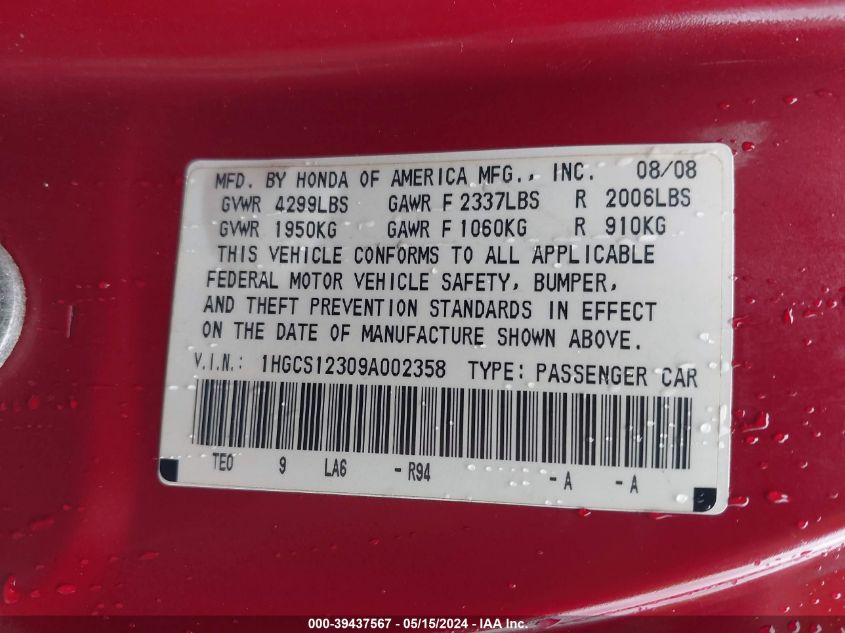 MFD. BY HONDA OF AMERICA MFG., INC. 08/08
GVWR 4299LBS GAWR F 2337LBS R 2006LBS
GVWR 1950KG GAWR F 1060KG R 910KG
THIS VEHICLE CONFORMS TO ALL APPLICABLE
FEDERAL MOTOR VEHICLE SAFETY, BUMPER,
AND THEFT PREVENTION STANDARDS IN EFFECT
ON THE DATE OF MANUFACTURE SHOWN ABOVE.
V.I.N.: 1HGCS12309A002358 TYPE: PASSENGER CAR
TE0 9 LA6 - R94 - A - A
000-39437567 - 05/15/2024 - IAA Inc.